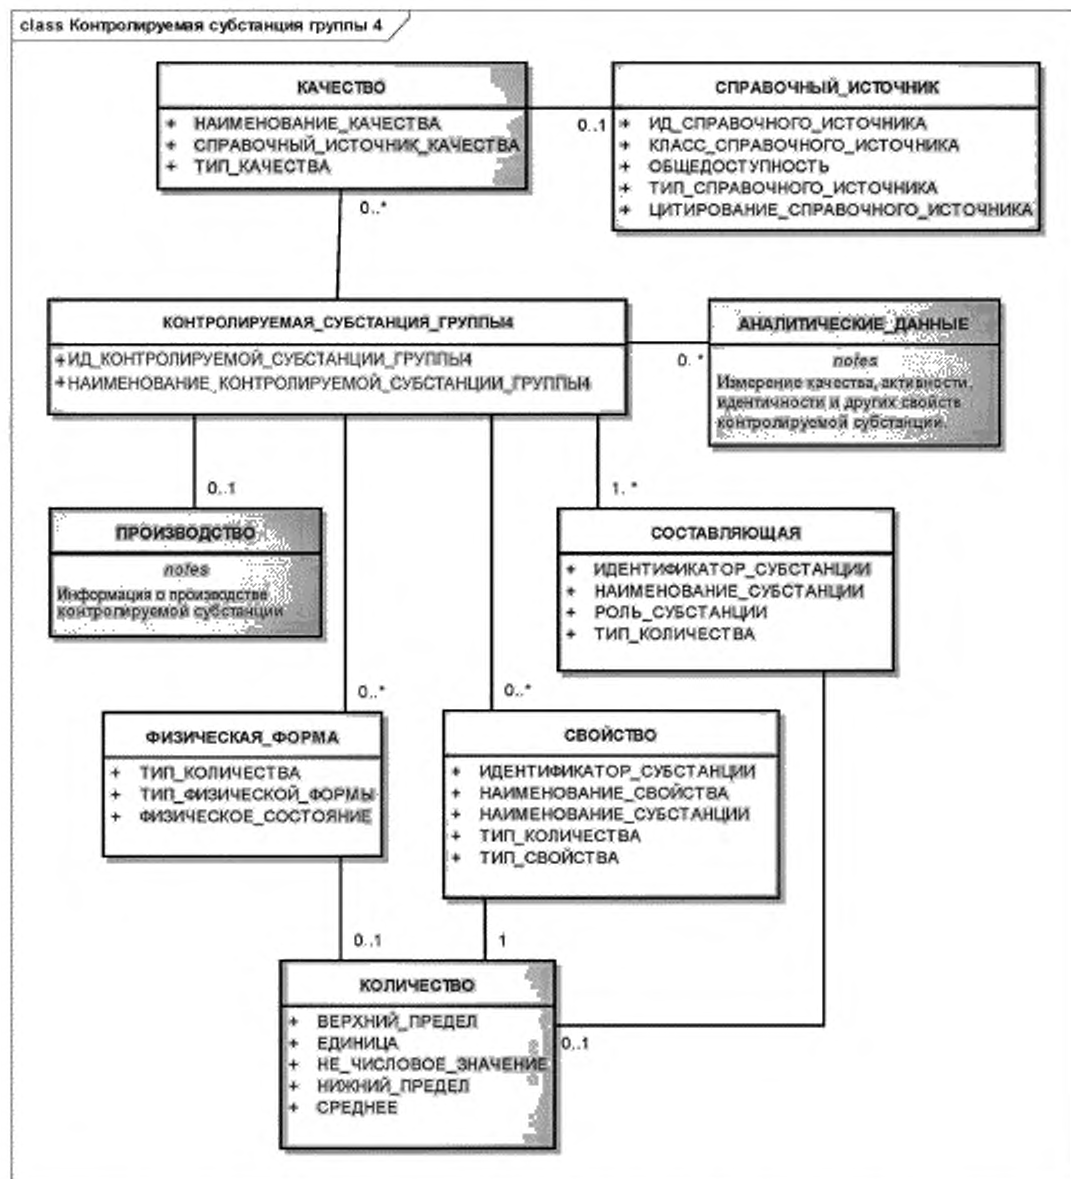 class Контролируемая субстанция группы 4
КАЧЕСТВО
+ НАИМЕНОВАНИЕ_КАЧЕСТВА
+ СПРАВОЧНЫЙ_ИСТОЧНИК_КАЧЕСТВА
+ ТИП_КАЧЕСТВА
0..1
СПРАВОЧНЫЙ_ИСТОЧНИК
+ ИД_СПРАВОЧНОГО_ИСТОЧНИКА
+ КЛАСС_СПРАВОЧНОГО_ИСТОЧНИКА
+ ОБЩЕДОСТУПНОСТЬ
+ ТИП_СПРАВОЧНОГО_ИСТОЧНИКА
+ ЦИТИРОВАНИЕ_СПРАВОЧНОГО_ИСТОЧНИКА
0..*
КОНТРОЛИРУЕМАЯ_СУБСТАНЦИЯ_ГРУППЫ4
+ИД_КОНТРОЛИРУЕМОЙ_СУБСТАНЦИИ_ГРУППЫ4
+НАИМЕНОВАНИЕ_КОНТРОЛИРУЕМОЙ_СУБСТАНЦИИ_ГРУППЫ4
0..*
АНАЛИТИЧЕСКИЕ_ДАННЫЕ
notes
Измерение качества, активности,
идентичности и других свойств
контролируемой субстанции.
0..1
ПРОИЗВОДСТВО
notes
Информация о производстве
контролируемой субстанции
1..*
СОСТАВЛЯЮЩАЯ
+ ИДЕНТИФИКАТОР_СУБСТАНЦИИ
+ НАИМЕНОВАНИЕ_СУБСТАНЦИИ
+ РОЛЬ_СУБСТАНЦИИ
+ ТИП_КОЛИЧЕСТВА
0..*
ФИЗИЧЕСКАЯ_ФОРМА
+ ТИП_КОЛИЧЕСТВА
+ ТИП_ФИЗИЧЕСКОЙ_ФОРМЫ
+ ФИЗИЧЕСКОЕ_СОСТОЯНИЕ
0..*
СВОЙСТВО
+ ИДЕНТИФИКАТОР_СУБСТАНЦИИ
+ НАИМЕНОВАНИЕ_СВОЙСТВА
+ НАИМЕНОВАНИЕ_СУБСТАНЦИИ
+ ТИП_КОЛИЧЕСТВА
+ ТИП_СВОЙСТВА
0..1
1
КОЛИЧЕСТВО
+ ВЕРХНИЙ_ПРЕДЕЛ
+ ЕДИНИЦА
+ НЕ_ЧИСЛОВОЕ_ЗНАЧЕНИЕ
+ НИЖНИЙ_ПРЕДЕЛ
+ СРЕДНЕЕ
0..1